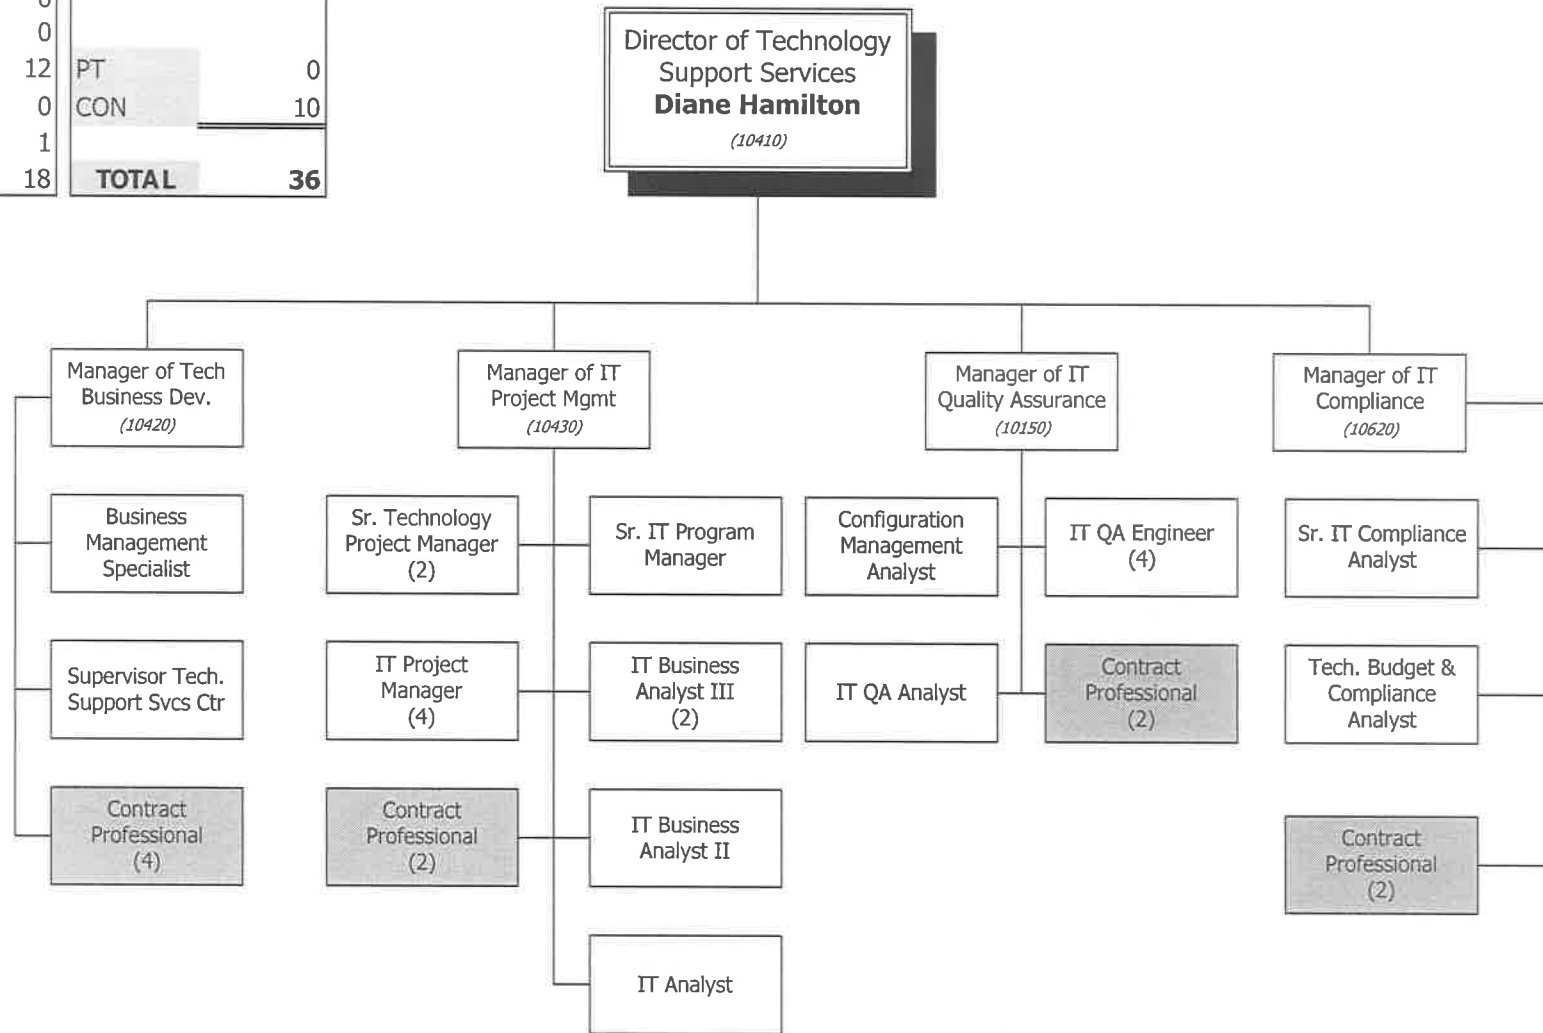 0
12 PT 0
0 CON 10
1
18 TOTAL 36
Director of Technology
Support Services
Diane Hamilton
(10410)
Manager of Tech
Business Dev.
(10420)
Manager of IT
Project Mgmt
(10430)
Manager of IT
Quality Assurance
(10150)
Manager of IT
Compliance
(10620)
Business
Management
Specialist
Sr. Technology
Project Manager
(2)
Sr. IT Program
Manager
Configuration
Management
Analyst
IT QA Engineer
(4)
Sr. IT Compliance
Analyst
Supervisor Tech.
Support Svcs Ctr
IT Project
Manager
(4)
IT Business
Analyst III
(2)
IT QA Analyst
Contract
Professional
(2)
Tech. Budget &
Compliance
Analyst
Contract
Professional
(4)
Contract
Professional
(2)
IT Business
Analyst II
Contract
Professional
(2)
IT Analyst